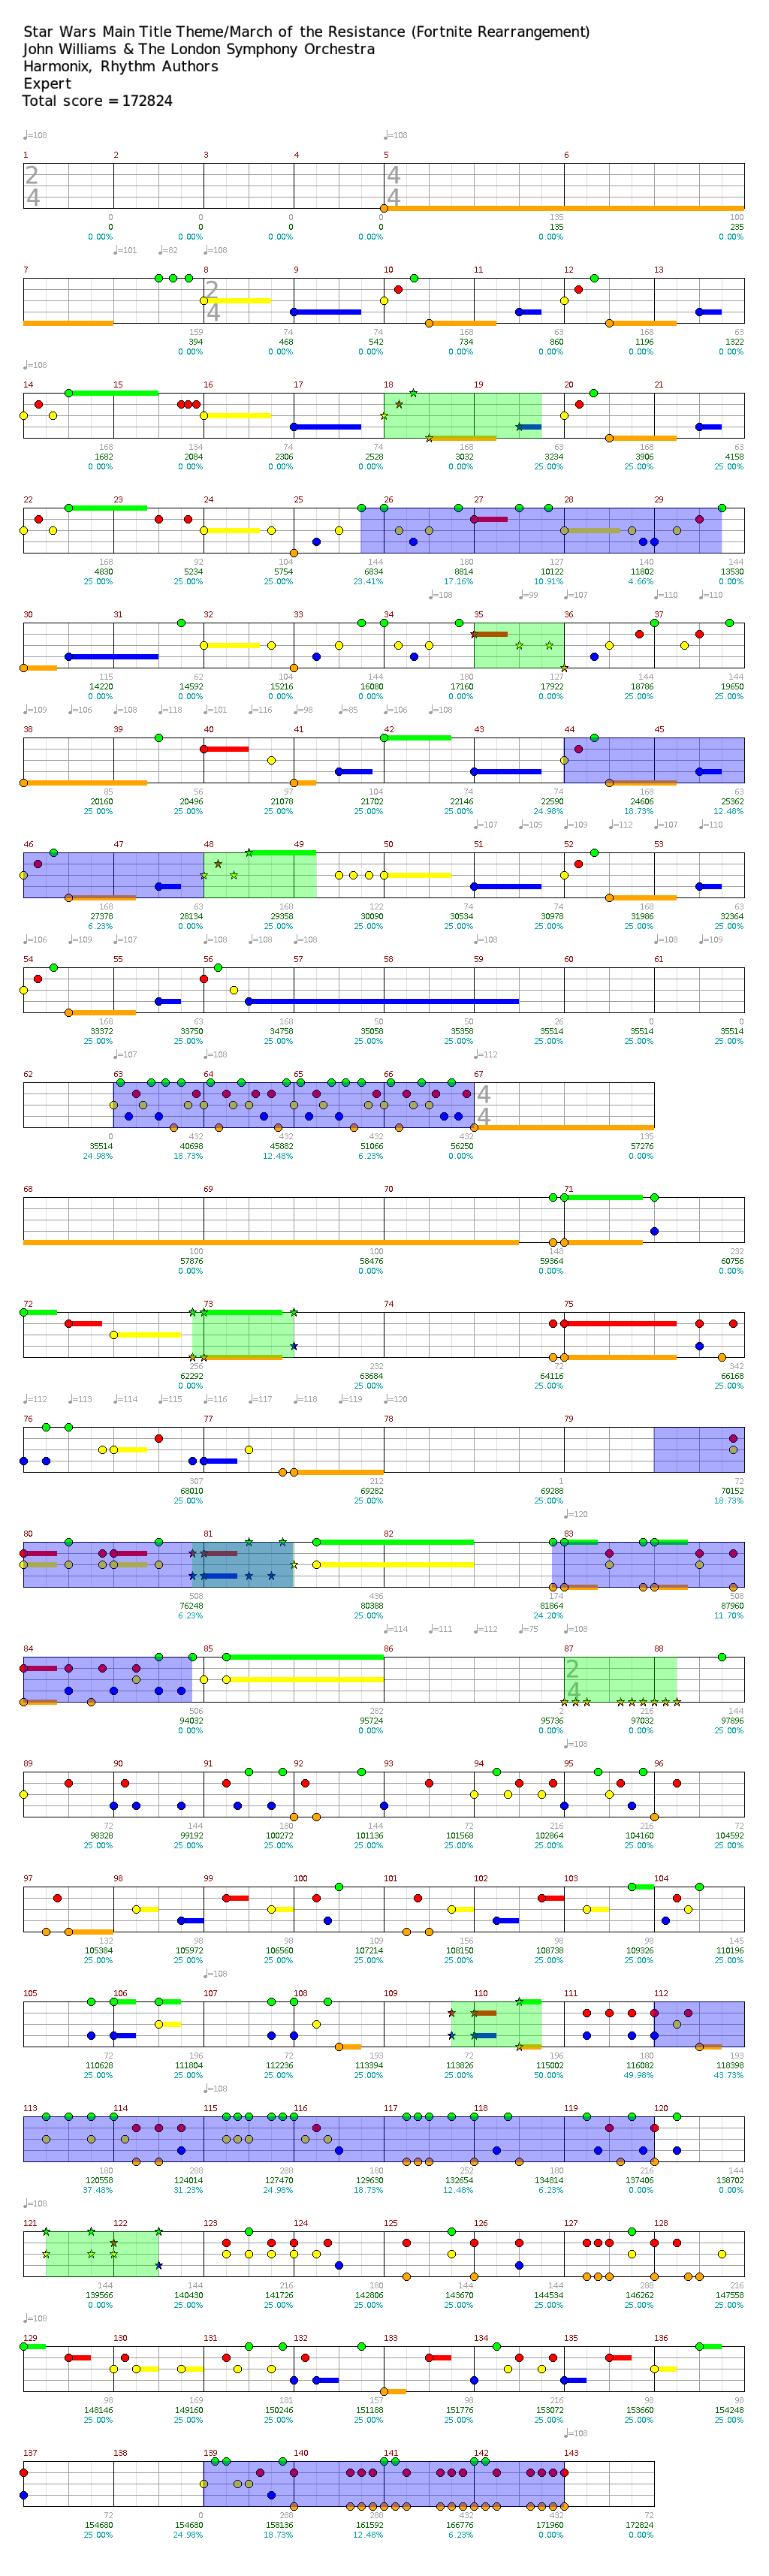 Star Wars Main Title Theme/March of the Resistance (Fortnite Rearrangement)
John Williams & The London Symphony Orchestra
Harmonix, Rhythm Authors
Expert
Total score = 172824
♩=108 ♩=108
1 2 3 4 5 6
2 4
4 4
0 0 0 0 135 100
0 0 0 0 135 235
0.00% 0.00% 0.00% 0.00% 0.00% 0.00%
♩=101 ♩=82 ♩=108
7 8 9 10 11 12 13
2
4
159 74 74 168 63 168 63
394 468 542 734 860 1196 1322
0.00% 0.00% 0.00% 0.00% 0.00% 0.00% 0.00%
♩=108
14 15 16 17 18 19 20 21
168 134 74 74 168 63 168 63
1682 2084 2306 2528 3032 3234 3906 4158
0.00% 0.00% 0.00% 0.00% 0.00% 0.00% 25.00% 25.00%
22 23 24 25 26 27 28 29
168 92 104 144 180 127 140 144
4830 5234 5754 6834 8814 10122 11802 13530
25.00% 25.00% 25.00% 23.41% 17.16% 10.91% 4.66% 0.00%
♩=108 ♩=99 ♩=107 ♩=110 ♩=110
30 31 32 33 34 35 36 37
115 62 104 144 180 127 144 144
14220 14592 15216 16080 17160 17922 18786 19650
0.00% 0.00% 0.00% 0.00% 0.00% 0.00% 25.00% 25.00%
♩=109 ♩=106 ♩=108 ♩=118 ♩=101 ♩=116 ♩=98 ♩=85 ♩=106 ♩=108
38 39 40 41 42 43 44 45
85 56 97 104 74 74 168 63
20160 20496 21078 21702 22146 22590 24606 25362
25.00% 25.00% 25.00% 25.00% 25.00% 24.98% 18.73% 12.48%
♩=107 ♩=105 ♩=109 ♩=112 ♩=107 ♩=110
46 47 48 49 50 51 52 53
168 63 168 122 74 74 168 63
27378 28134 29358 30090 30534 30978 31986 32364
6.23% 0.00% 25.00% 25.00% 25.00% 25.00% 25.00% 25.00%
♩=106 ♩=109 ♩=107 ♩=108 ♩=108 ♩=108 ♩=108 ♩=108 ♩=109
54 55 56 57 58 59 60 61
168 63 168 50 50 26 0 0
33372 33750 34758 35058 35358 35514 35514 35514
25.00% 25.00% 25.00% 25.00% 25.00% 25.00% 25.00% 25.00%
♩=107 ♩=108 ♩=112
62 63 64 65 66 67
4
4
0 432 432 432 432 135
35514 40698 45882 51066 56250 57276
24.98% 18.73% 12.48% 6.23% 0.00% 0.00%
68 69 70 71
100 100 148 232
57876 58476 59364 60756
0.00% 0.00% 0.00% 0.00%
72 73 74 75
256 232 72 342
62292 63684 64116 66168
0.00% 25.00% 25.00% 25.00%
♩=112 ♩=113 ♩=114 ♩=115 ♩=116 ♩=117 ♩=118 ♩=119 ♩=120
76 77 78 79
307 212 1 72
68010 69282 69288 70152
25.00% 25.00% 25.00% 18.73%
♩=120
80 81 82 83
508 436 174 508
76248 80388 81864 87960
6.23% 25.00% 24.20% 11.70%
♩=114 ♩=111 ♩=112 ♩=75 ♩=108
84 85 86 87 88
2
4
506 282 2 216 144
94032 95724 95736 97032 97896
0.00% 0.00% 0.00% 0.00% 25.00%
♩=108
89 90 91 92 93 94 95 96
72 144 180 144 72 216 216 72
98328 99192 100272 101136 101568 102864 104160 104592
25.00% 25.00% 25.00% 25.00% 25.00% 25.00% 25.00% 25.00%
97 98 99 100 101 102 103 104
132 98 98 109 156 98 98 145
105384 105972 106560 107214 108150 108738 109326 110196
25.00% 25.00% 25.00% 25.00% 25.00% 25.00% 25.00% 25.00%
♩=108
105 106 107 108 109 110 111 112
72 196 72 193 72 196 180 193
110628 111804 112236 113394 113826 115002 116082 118398
25.00% 25.00% 25.00% 25.00% 25.00% 50.00% 49.98% 43.73%
♩=108
113 114 115 116 117 118 119 120
180 288 288 180 252 180 216 144
120558 124014 127470 129630 132654 134814 137406 138702
37.48% 31.23% 24.98% 18.73% 12.48% 6.23% 0.00% 0.00%
♩=108
121 122 123 124 125 126 127 128
144 144 216 180 144 144 288 216
139566 140430 141726 142806 143670 144534 146262 147558
0.00% 25.00% 25.00% 25.00% 25.00% 25.00% 25.00% 25.00%
♩=108
129 130 131 132 133 134 135 136
98 169 181 157 98 216 98 98
148146 149160 150246 151188 151776 153072 153660 154248
25.00% 25.00% 25.00% 25.00% 25.00% 25.00% 25.00% 25.00%
♩=108
137 138 139 140 141 142 143
72 0 288 288 432 432 72
154680 154680 158136 161592 166776 171960 172824
25.00% 24.98% 18.73% 12.48% 6.23% 0.00% 0.00%